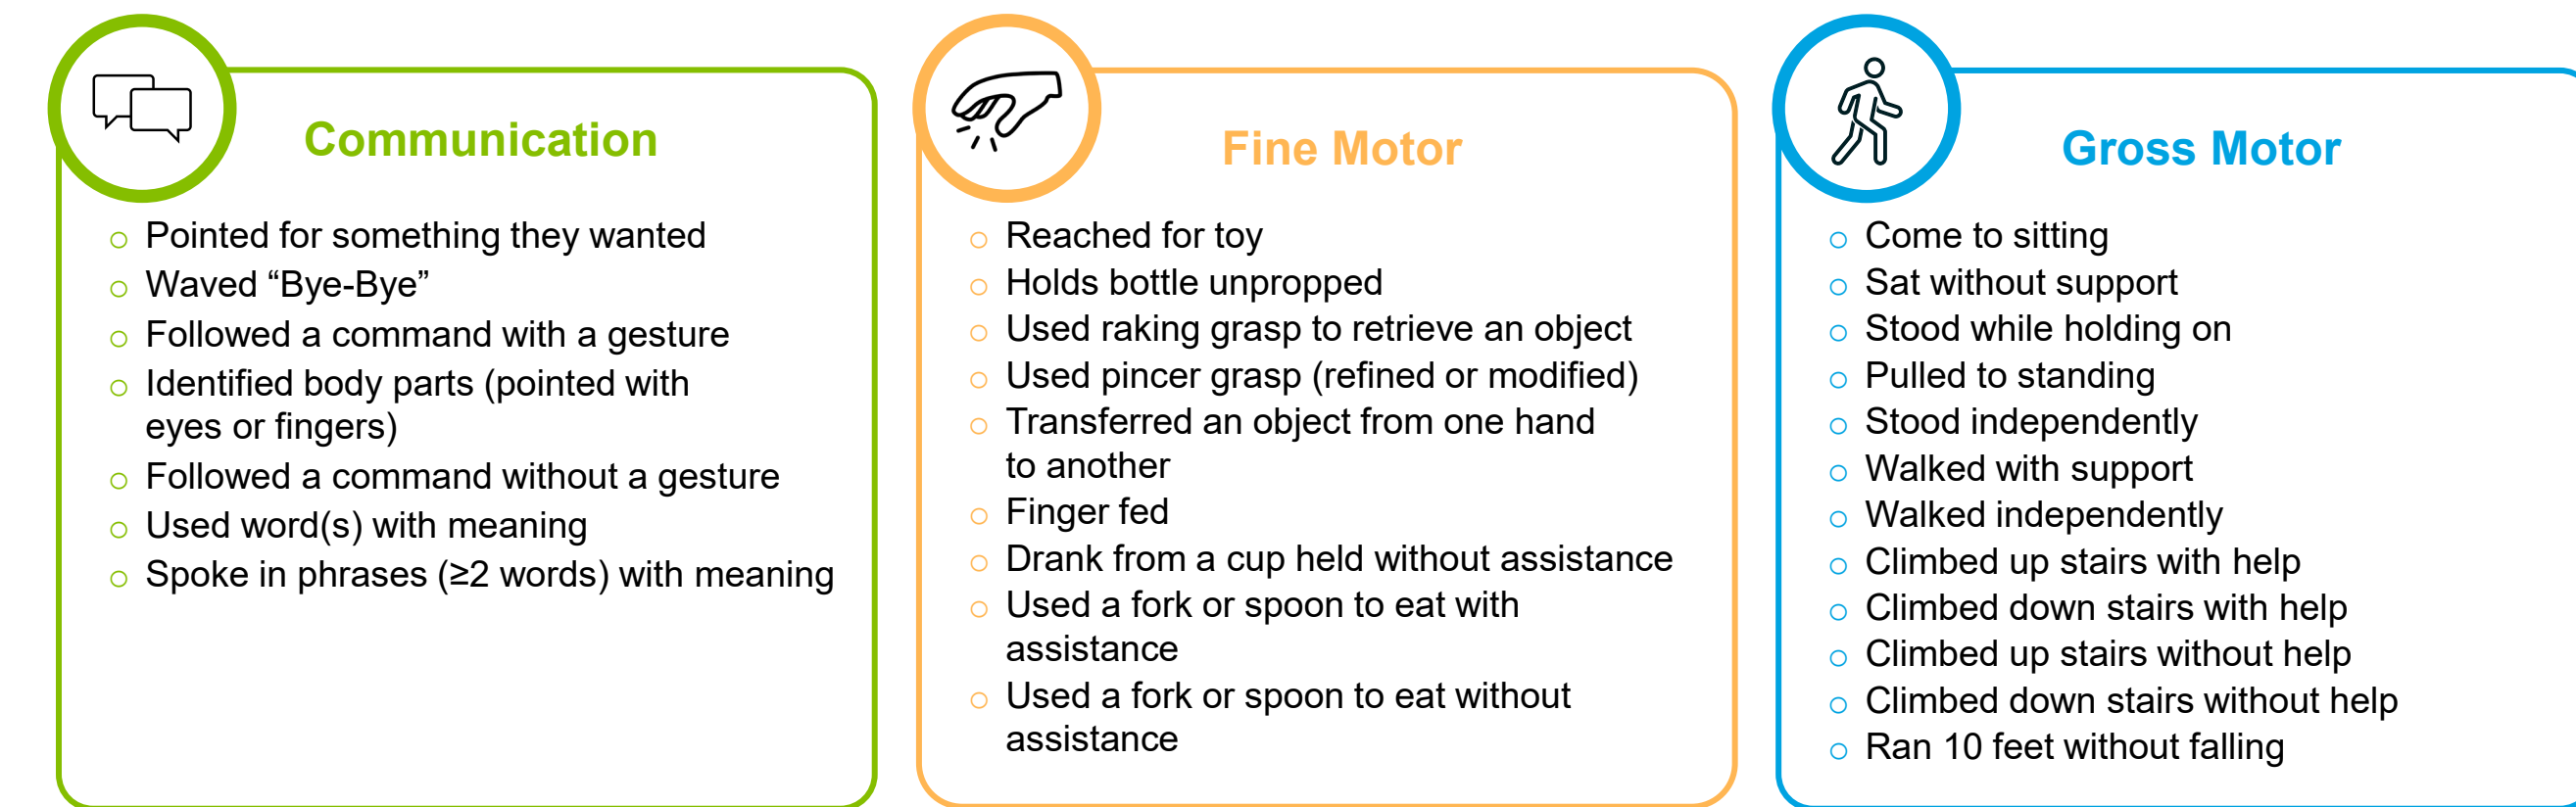 Communication
○ Pointed for something they wanted
○ Waved “Bye-Bye”
○ Followed a command with a gesture
○ Identified body parts (pointed with
eyes or fingers)
○ Followed a command without a gesture
○ Used word(s) with meaning
○ Spoke in phrases (≥2 words) with meaning
Fine Motor
○ Reached for toy
○ Holds bottle unpropped
○ Used raking grasp to retrieve an object
○ Used pincer grasp (refined or modified)
○ Transferred an object from one hand
to another
○ Finger fed
○ Drank from a cup held without assistance
○ Used a fork or spoon to eat with
assistance
○ Used a fork or spoon to eat without
assistance
Gross Motor
○ Come to sitting
○ Sat without support
○ Stood while holding on
○ Pulled to standing
○ Stood independently
○ Walked with support
○ Walked independently
○ Climbed up stairs with help
○ Climbed down stairs with help
○ Climbed up stairs without help
○ Climbed down stairs without help
○ Ran 10 feet without falling